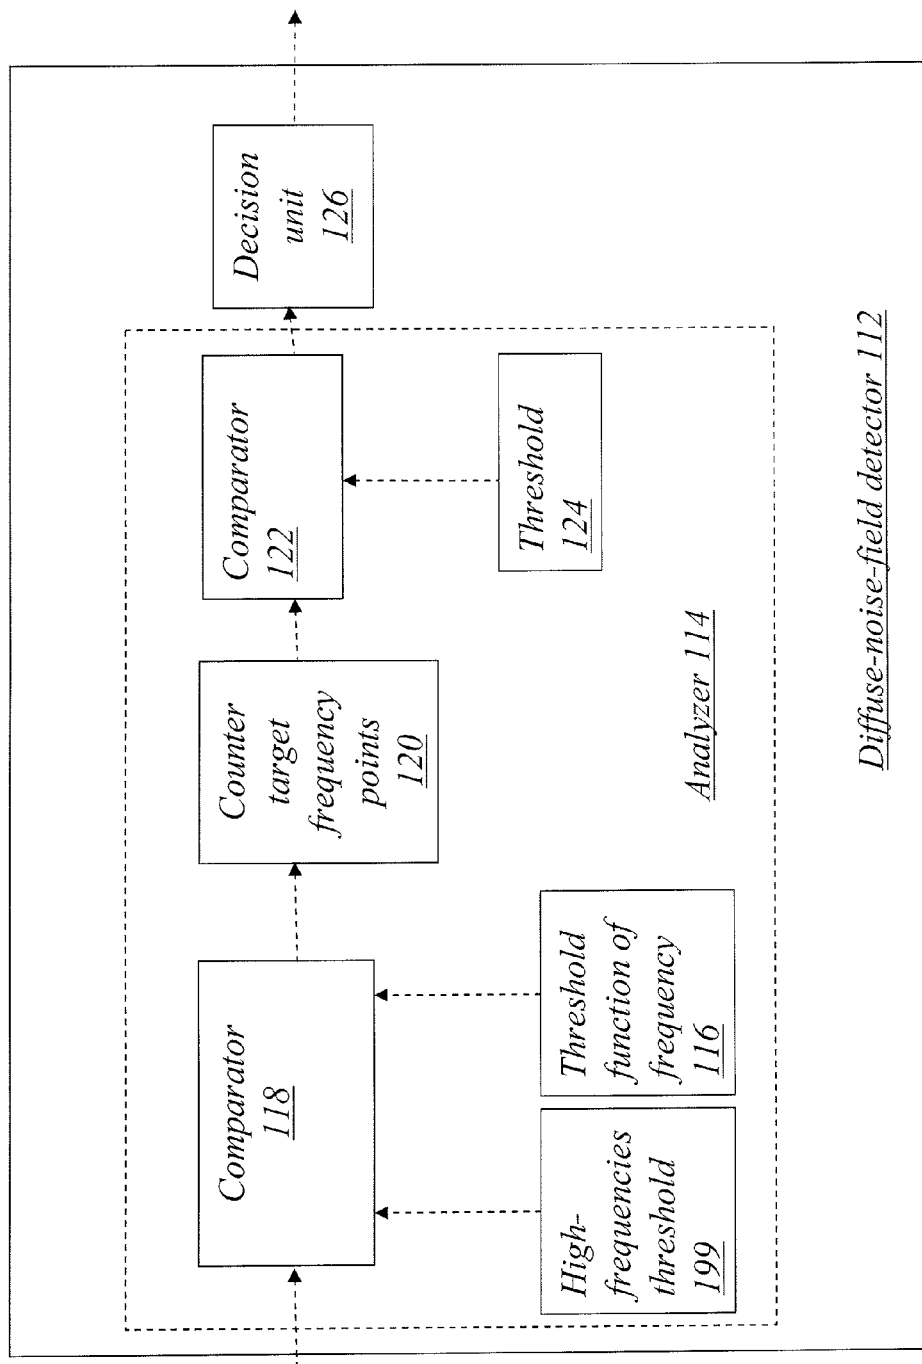 Comparator
118
Counter
target
frequency
points
120
Comparator
122
Decision
unit
126
High-
frequencies
threshold
199
Threshold
function of
frequency
116
Threshold
124
Analyzer 114
Diffuse-noise-field detector 112